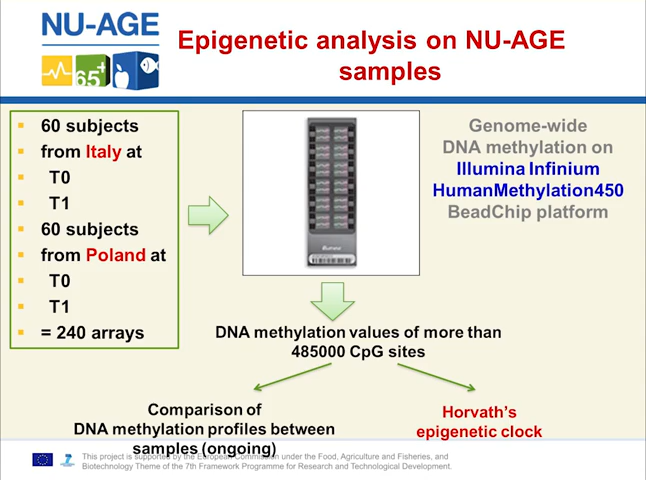 NU-AGE
65+
Epigenetic analysis on NU-AGE
samples
60 subjects
from Italy at
T0
T1
60 subjects
from Poland at
T0
T1
= 240 arrays
Genome-wide
DNA methylation on
Illumina Infinium
HumanMethylation450
BeadChip platform
DNA methylation values of more than
485000 CpG sites
Comparison of
DNA methylation profiles between
samples (ongoing)
Horvath's
epigenetic clock
This project is supported by the European Commission under the Food, Agriculture and Fisheries, and
Biotechnology Theme of the 7th Framework Programme for Research and Technological Development.